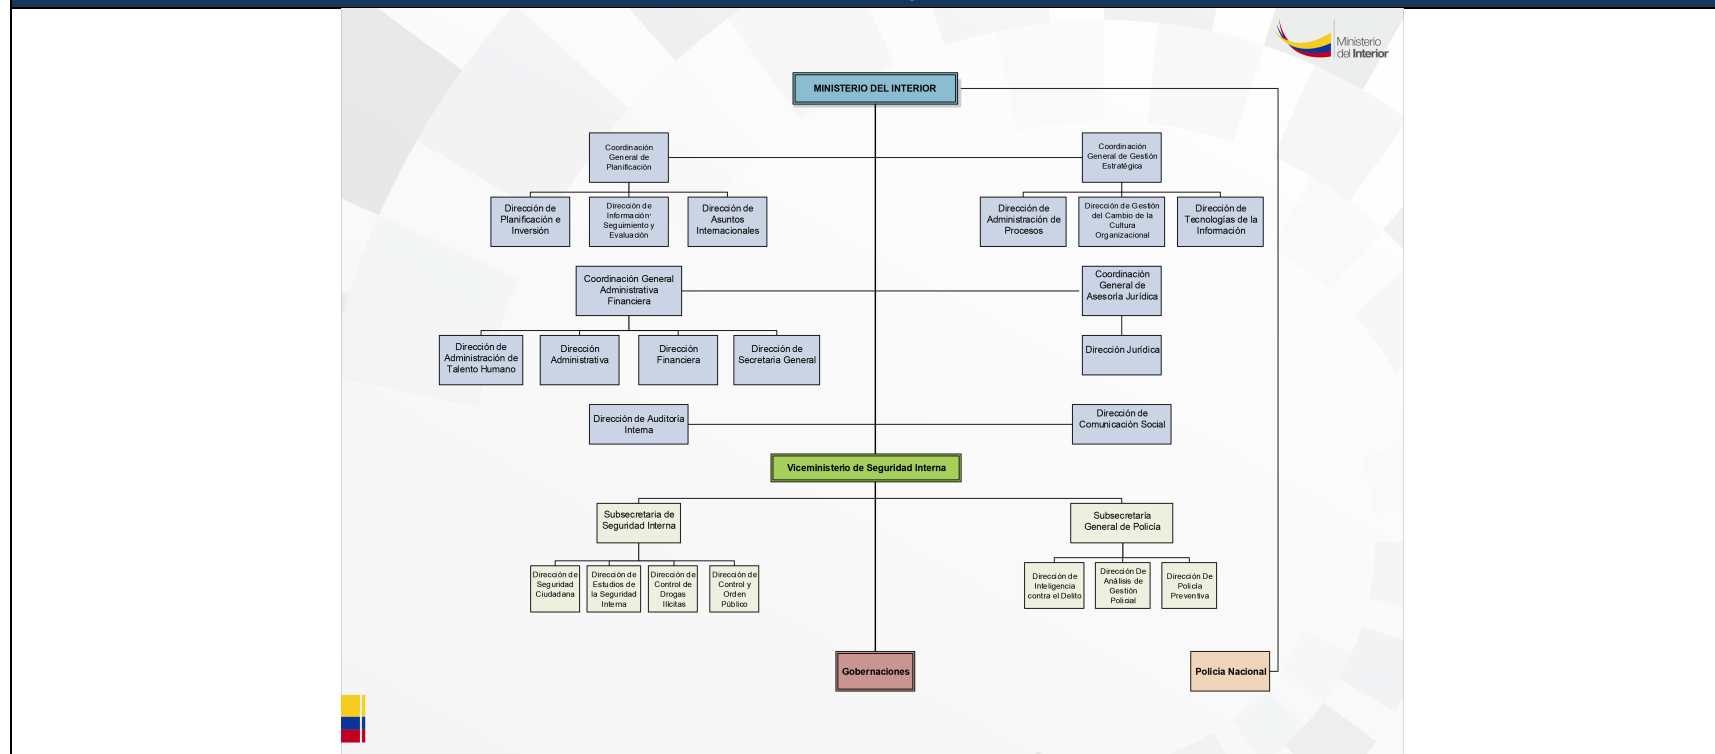 Ministerio
del Interior
MINISTERIO DEL INTERIOR
Coordinación
General de
Planificación
Coordinación
General de Gestión
Estratégica
Dirección de
Planificación e
Inversión
Dirección de
Información·
Seguimiento y
Evaluación
Dirección de
Asuntos
Internacionales
Dirección de
Administración de
Procesos
Dirección de Gestión
del Cambio de la
Cultura
Organizacional
Dirección de
Tecnologías de la
Información
Coordinación General
Administrativa
Financiera
Coordinación
General de
Asesoría Jurídica
Dirección de
Administración de
Talento Humano
Dirección
Administrativa
Dirección
Financiera
Dirección de
Secretaria General
Dirección Jurídica
Dirección de Auditoría
Interna
Dirección de
Comunicación Social
Viceministerio de Seguridad Interna
Subsecretaria de
Seguridad Interna
Subsecretaría
General de Policía
Dirección de
Seguridad
Ciudadana
Dirección de
Estudios de
la Seguridad
Interna
Dirección de
Control de
Drogas
Ilícitas
Dirección de
Control y
Orden
Público
Dirección de
Inteligencia
contra el Delito
Dirección De
Análisis de
Gestión
Policial
Dirección De
Policía
Preventiva
Gobernaciones
Policía Nacional